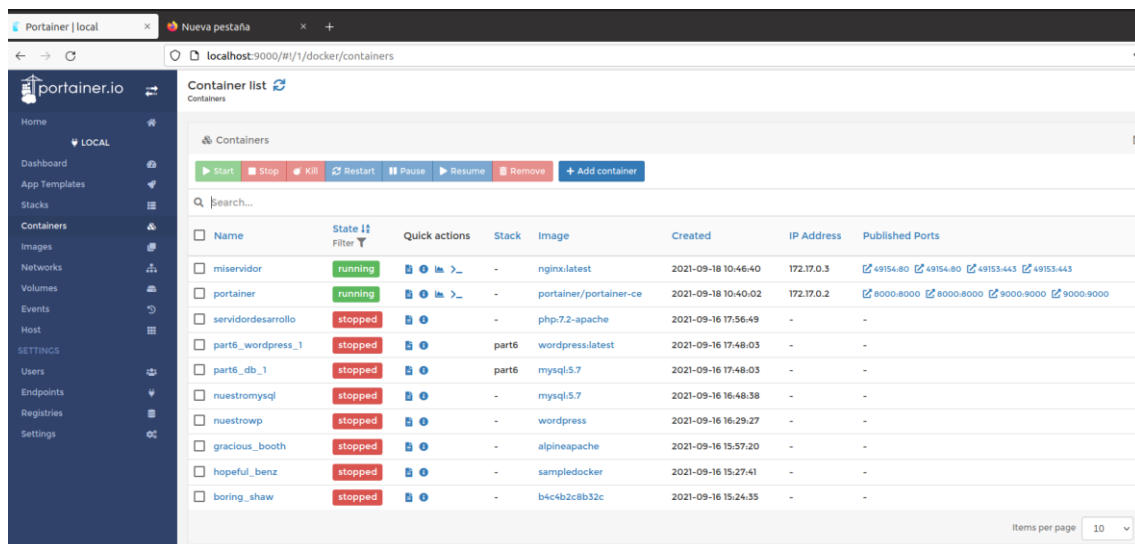 Portainer | local × Nueva pestaña × +
localhost:9000/#!/1/docker/containers
portainer.io
Container list
Containers
Home
LOCAL
Dashboard
App Templates
Stacks
Containers
Images
Networks
Volumes
Events
Host
SETTINGS
Users
Endpoints
Registries
Settings
Containers
Start Stop Kill Restart Pause Resume Remove + Add container
Search...
Name State Filter Quick actions Stack Image Created IP Address Published Ports
miservidor running - nginx:latest 2021-09-18 10:46:40 172.17.0.3 49154:80 49154:80 49153:443 49153:443
portainer running - portainer/portainer-ce 2021-09-18 10:40:02 172.17.0.2 8000:8000 8000:8000 9000:9000 9000:9000
servidordesarrollo stopped - php:7.2-apache 2021-09-16 17:56:49 - -
part6_wordpress_1 stopped part6 wordpress:latest 2021-09-16 17:48:03 - -
part6_db_1 stopped part6 mysql:5.7 2021-09-16 17:48:03 - -
nuestromysql stopped - mysql:5.7 2021-09-16 16:48:38 - -
nuestrowp stopped - wordpress 2021-09-16 16:29:27 - -
gracious_booth stopped - alpineapache 2021-09-16 15:57:20 - -
hopeful_benz stopped - sampledocker 2021-09-16 15:27:41 - -
boring_shaw stopped - b4c4b2c8b32c 2021-09-16 15:24:35 - -
Items per page 10